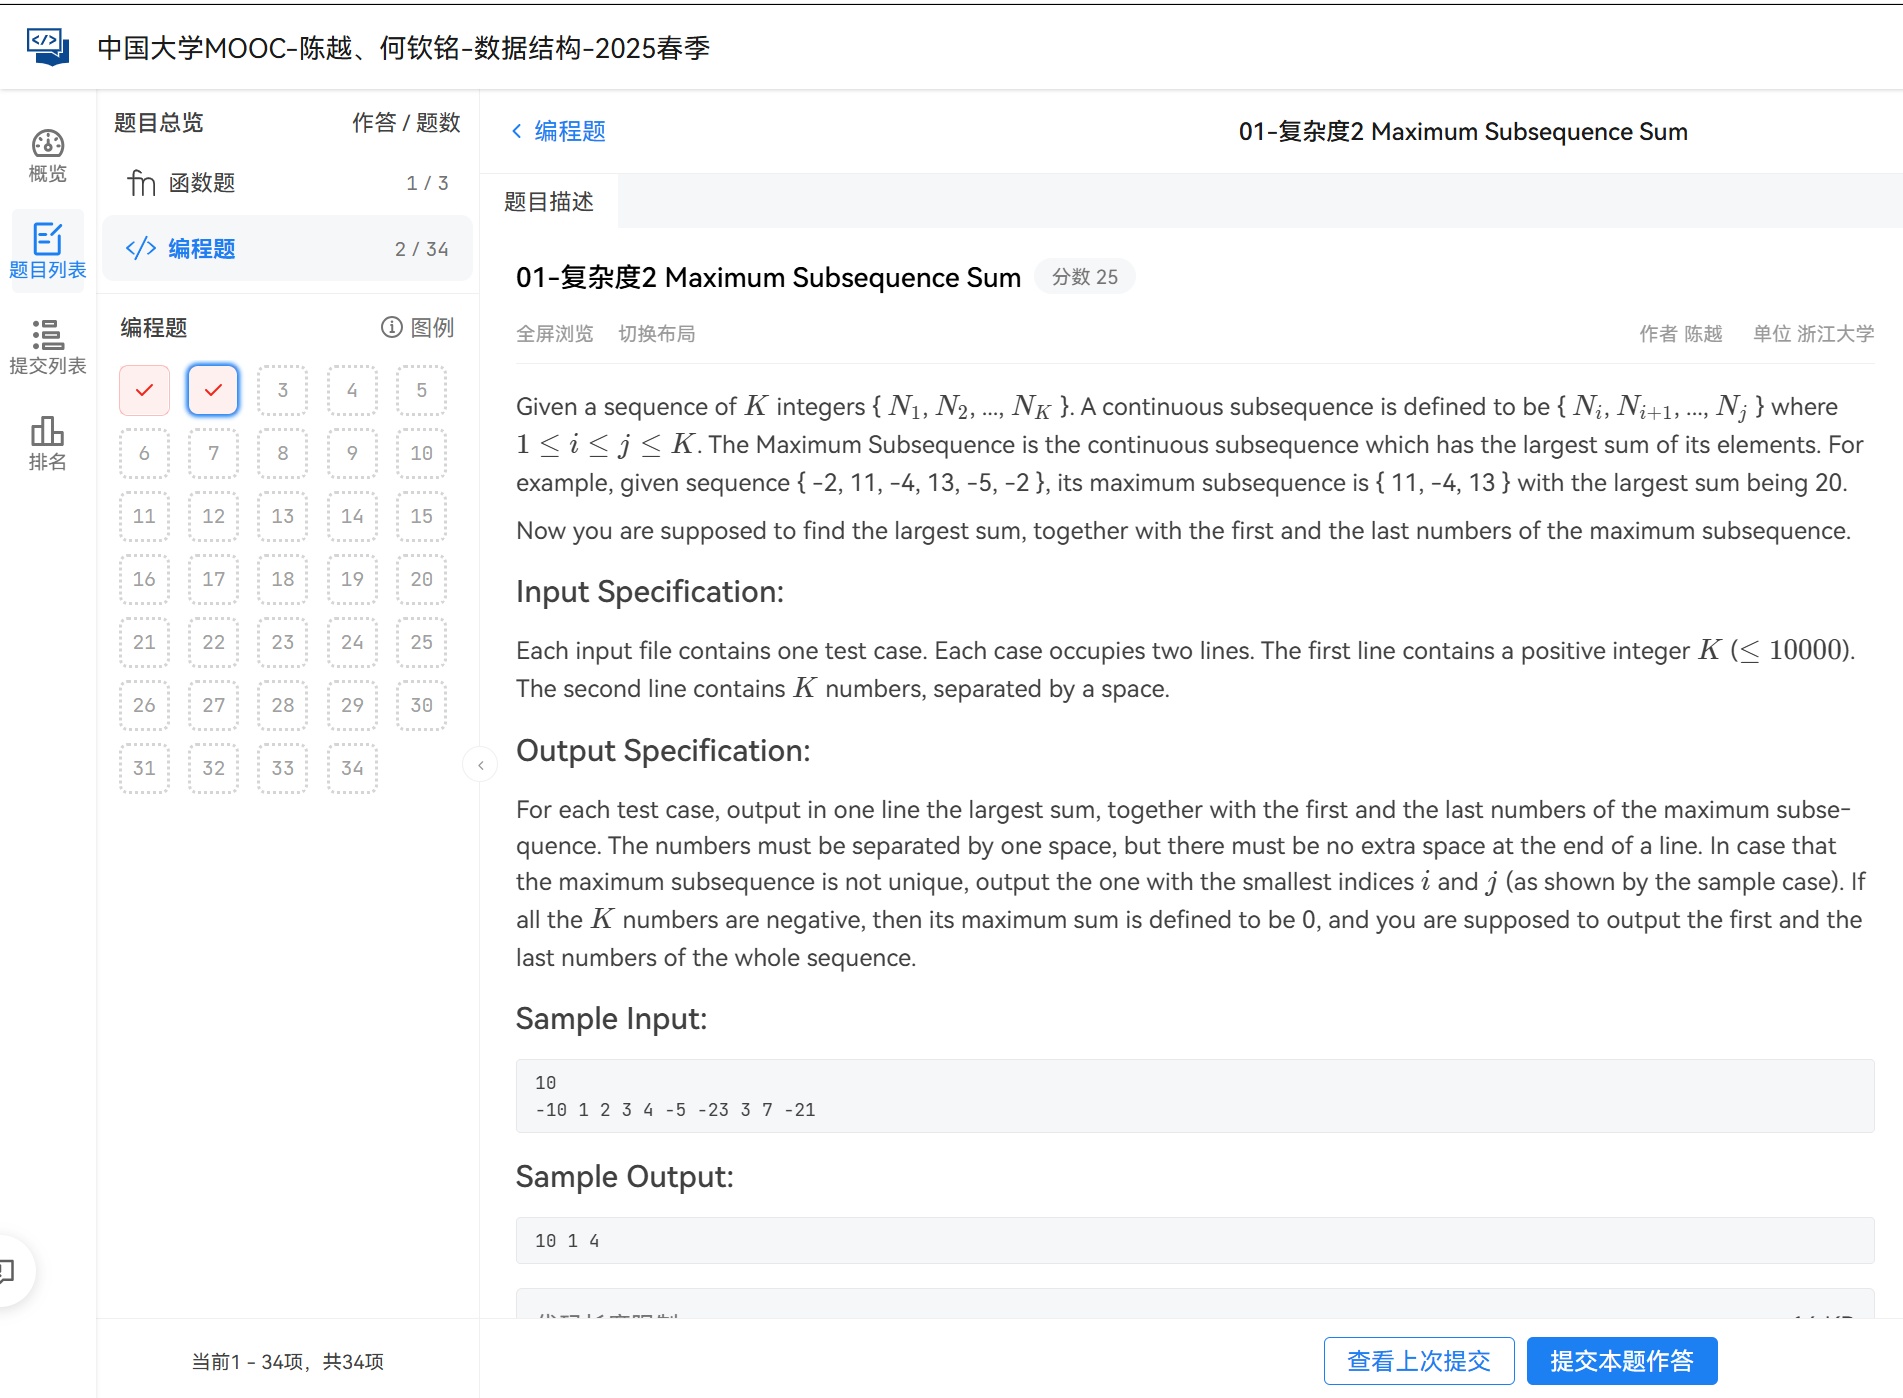 中国大学MOOC-陈越、何钦铭-数据结构-2025春季
概览
题目列表
提交列表
排名
题目总览 作答 / 题数
函数题 1 / 3
编程题 2 / 34
编程题 图例
3 4 5
6 7 8 9 10
11 12 13 14 15
16 17 18 19 20
21 22 23 24 25
26 27 28 29 30
31 32 33 34
当前1 - 34项，共34项
编程题 01-复杂度2 Maximum Subsequence Sum
题目描述
01-复杂度2 Maximum Subsequence Sum 分数 25
全屏浏览 切换布局 作者 陈越 单位 浙江大学
Given a sequence of K integers { N₁, N₂, ..., N_K }. A continuous subsequence is defined to be { N_i, N_{i+1}, ..., N_j } where
1 ≤ i ≤ j ≤ K. The Maximum Subsequence is the continuous subsequence which has the largest sum of its elements. For
example, given sequence { -2, 11, -4, 13, -5, -2 }, its maximum subsequence is { 11, -4, 13 } with the largest sum being 20.
Now you are supposed to find the largest sum, together with the first and the last numbers of the maximum subsequence.
Input Specification:
Each input file contains one test case. Each case occupies two lines. The first line contains a positive integer K (≤ 10000).
The second line contains K numbers, separated by a space.
Output Specification:
For each test case, output in one line the largest sum, together with the first and the last numbers of the maximum subse-
quence. The numbers must be separated by one space, but there must be no extra space at the end of a line. In case that
the maximum subsequence is not unique, output the one with the smallest indices i and j (as shown by the sample case). If
all the K numbers are negative, then its maximum sum is defined to be 0, and you are supposed to output the first and the
last numbers of the whole sequence.
Sample Input:
10
-10 1 2 3 4 -5 -23 3 7 -21
Sample Output:
10 1 4
查看上次提交 提交本题作答